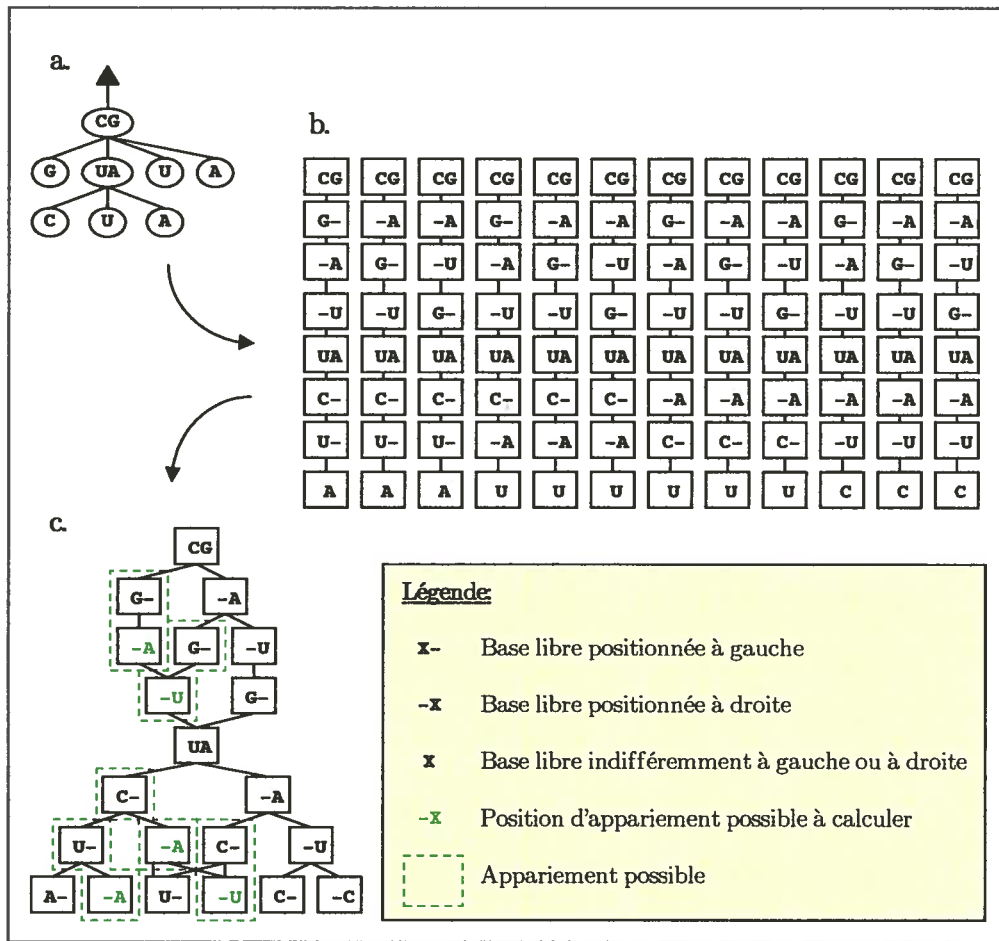 a.
CG
G UA U A
C U A
b.
CG CG CG CG CG CG CG CG CG CG CG CG
G- -A -A G- -A -A -A -A -A G- -A -A
-A G- -U -A G- -U -A G- -U -A G- -U
-U -U G- -U -U G- -U -U G- -U -U G-
UA UA UA UA UA UA UA UA UA UA UA UA
C- C- C- C- C- C- -A -A -A -A -A -A
U- U- U- -A -A -A C- C- C- -U -U -U
A A A U U U U U U C C C
c.
CG
G- -A
-A G- -U
-U G-
UA
C- -A
U- -A C- -U
A- -A U- -U C- -C
Légende:
X- Base libre positionnée à gauche
-X Base libre positionnée à droite
X Base libre indifféremment à gauche ou à droite
-X Position d'appariement possible à calculer
Appariement possible